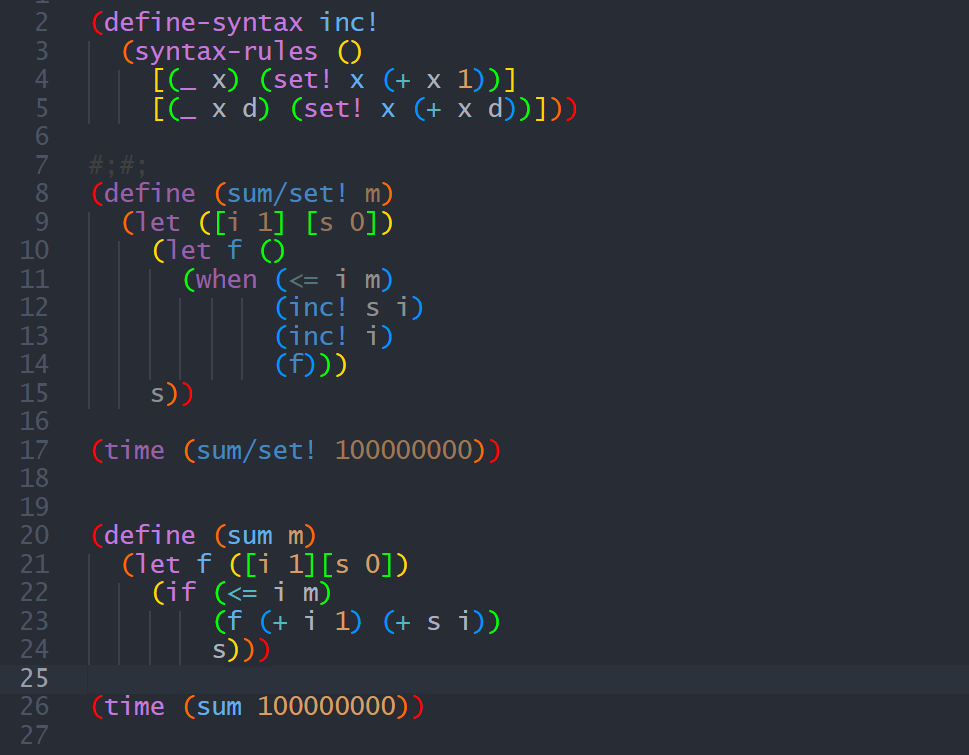 2 (define-syntax inc!
3 (syntax-rules ()
4 [(_ x) (set! x (+ x 1))]
5 [(_ x d) (set! x (+ x d))]))
6
7 #;#;
8 (define (sum/set! m)
9 (let ([i 1] [s 0])
10 (let f ()
11 (when (<= i m)
12 (inc! s i)
13 (inc! i)
14 (f)))
15 s))
16
17 (time (sum/set! 100000000))
18
19
20 (define (sum m)
21 (let f ([i 1][s 0])
22 (if (<= i m)
23 (f (+ i 1) (+ s i))
24 s)))
25
26 (time (sum 100000000))
27